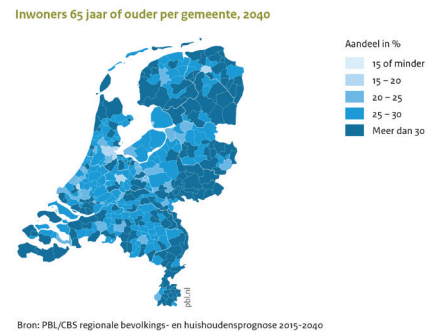 Inwoners 65 jaar of ouder per gemeente, 2040
Aandeel in %
15 of minder
15 – 20
20 – 25
25 – 30
Meer dan 30
pbl.nl
Bron: PBL/CBS regionale bevolkings- en huishoudensprognose 2015-2040